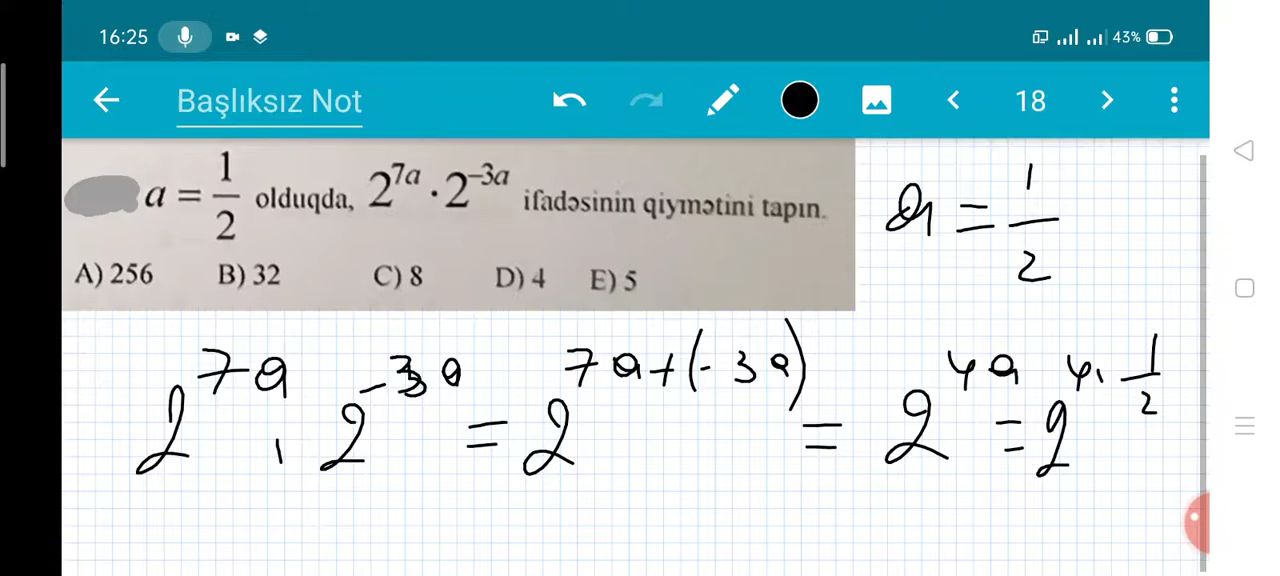 16:25 43%
Başlıksız Not 18
a = 1/2 olduqda, 2^{7a} · 2^{-3a} ifadəsinin qiymətini tapın.
A) 256 B) 32 C) 8 D) 4 E) 5
a = 1/2
2^{7a} · 2^{-3a} = 2^{7a+(-3a)} = 2^{4a} = 2^{4·1/2}